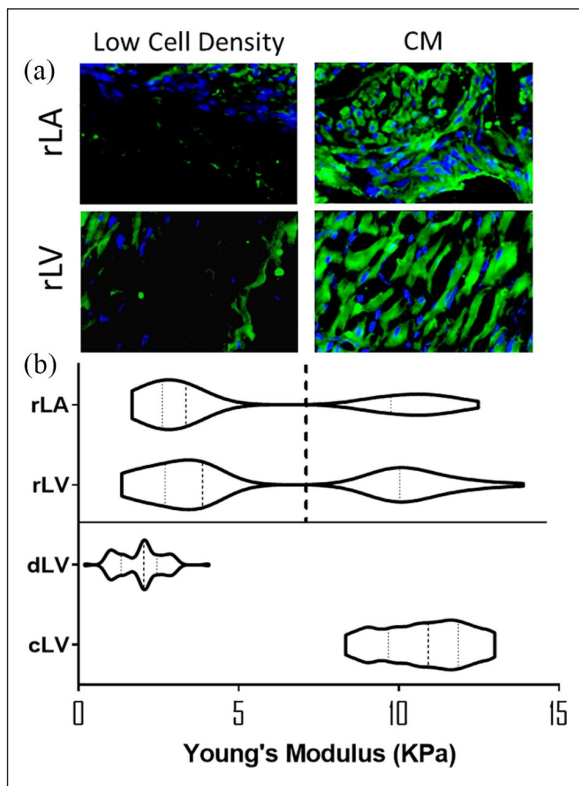 Low Cell Density CM
(a)
rLA
rLV
(b)
rLA
rLV
dLV
cLV
0 5 10 15
Young's Modulus (KPa)